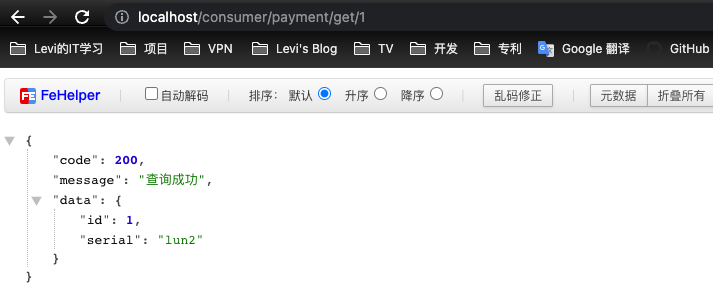 localhost/consumer/payment/get/1
Levi的IT学习 项目 VPN Levi's Blog TV 开发 专利 Google 翻译 GitHub
FeHelper 自动解码 排序： 默认 升序 降序 乱码修正 元数据 折叠所有
{
"code": 200,
"message": "查询成功",
"data": {
"id": 1,
"serial": "lun2"
}
}